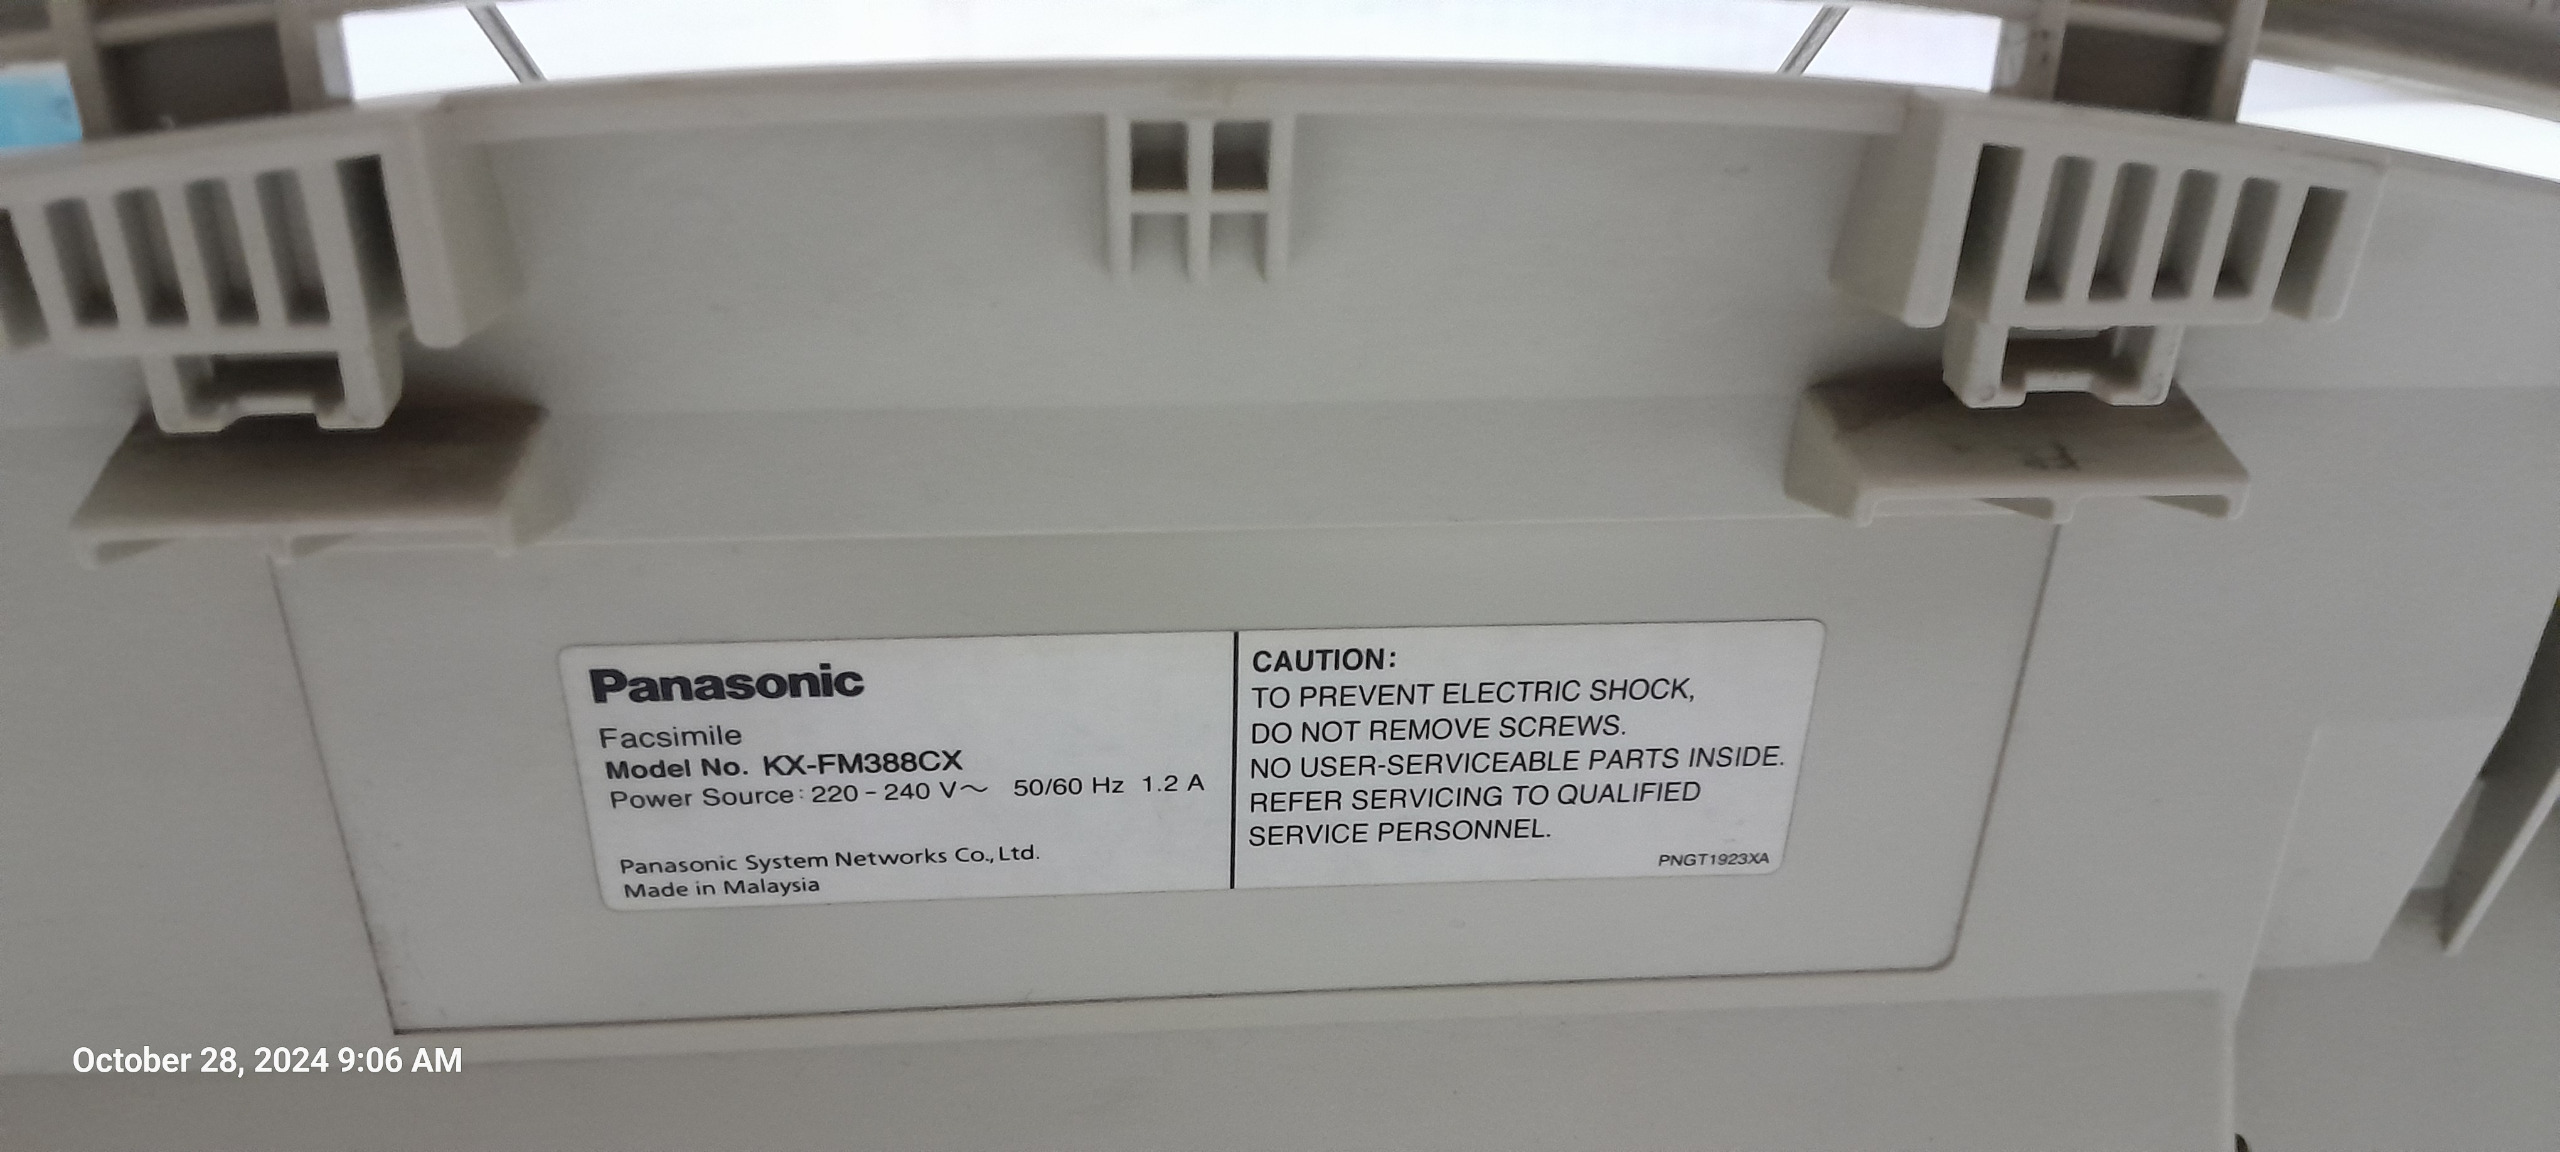 Panasonic
Facsimile
Model No. KX-FM388CX
Power Source: 220 - 240 V∼ 50/60 Hz 1.2 A
Panasonic System Networks Co., Ltd.
Made in Malaysia
CAUTION:
TO PREVENT ELECTRIC SHOCK,
DO NOT REMOVE SCREWS.
NO USER-SERVICEABLE PARTS INSIDE.
REFER SERVICING TO QUALIFIED
SERVICE PERSONNEL.
PNGT1923XA
October 28, 2024 9:06 AM